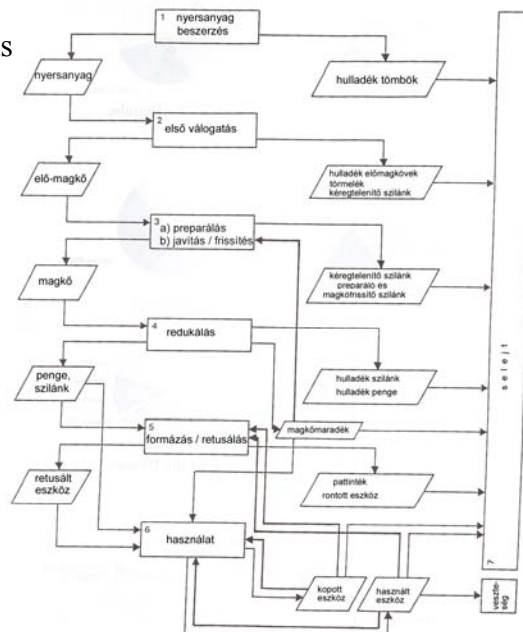 s
1 nyersanyag
beszerzés
nyersanyag
hulladék tömbök
2 első válogatás
elő-magkő
hulladék előmagkövek
törmelék
kéregtelenítő szilánk
3 a) preparálás
b) javítás / frissítés
magkő
kéregtelenítő szilánk
preparáló és
magkőfrissítő szilánk
4 redukálás
penge,
szilánk
hulladék szilánk
hulladék penge
magkőmaradék
5
formázás / retusálás
retusált
eszköz
pattinték
rontott eszköz
6
használat
kopott
eszköz
használt
eszköz
7 selejt
veszte-
ség